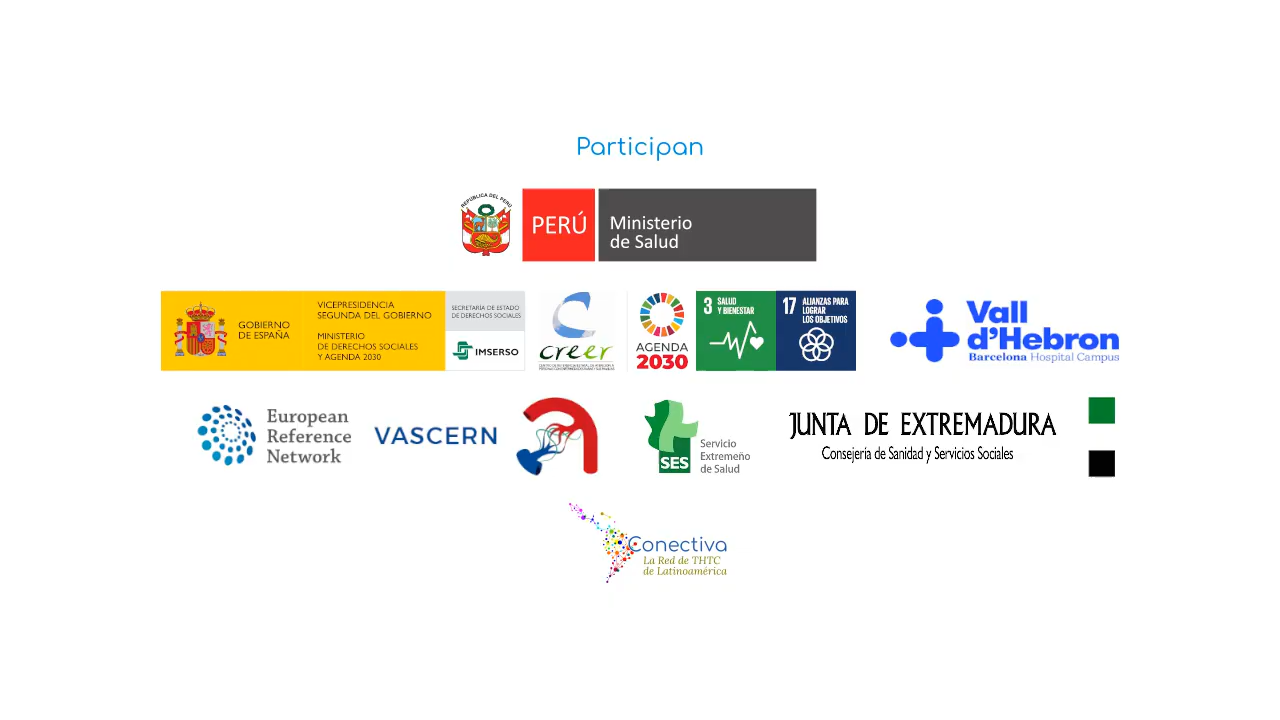 Participan
REPÚBLICA DEL PERÚ
PERÚ
Ministerio
de Salud
GOBIERNO
DE ESPAÑA
VICEPRESIDENCIA
SEGUNDA DEL GOBIERNO
MINISTERIO
DE DERECHOS SOCIALES
Y AGENDA 2030
SECRETARÍA DE ESTADO
DE DERECHOS SOCIALES
IMSERSO
creer
AGENDA
2030
3 SALUD
Y BIENESTAR
17 ALIANZAS PARA
LOGRAR
LOS OBJETIVOS
Vall
d'Hebron
Barcelona Hospital Campus
European
Reference
Network
VASCERN
SES
Servicio
Extremeño
de Salud
JUNTA DE EXTREMADURA
Consejería de Sanidad y Servicios Sociales
Conectiva
La Red de THTC
de Latinoamérica